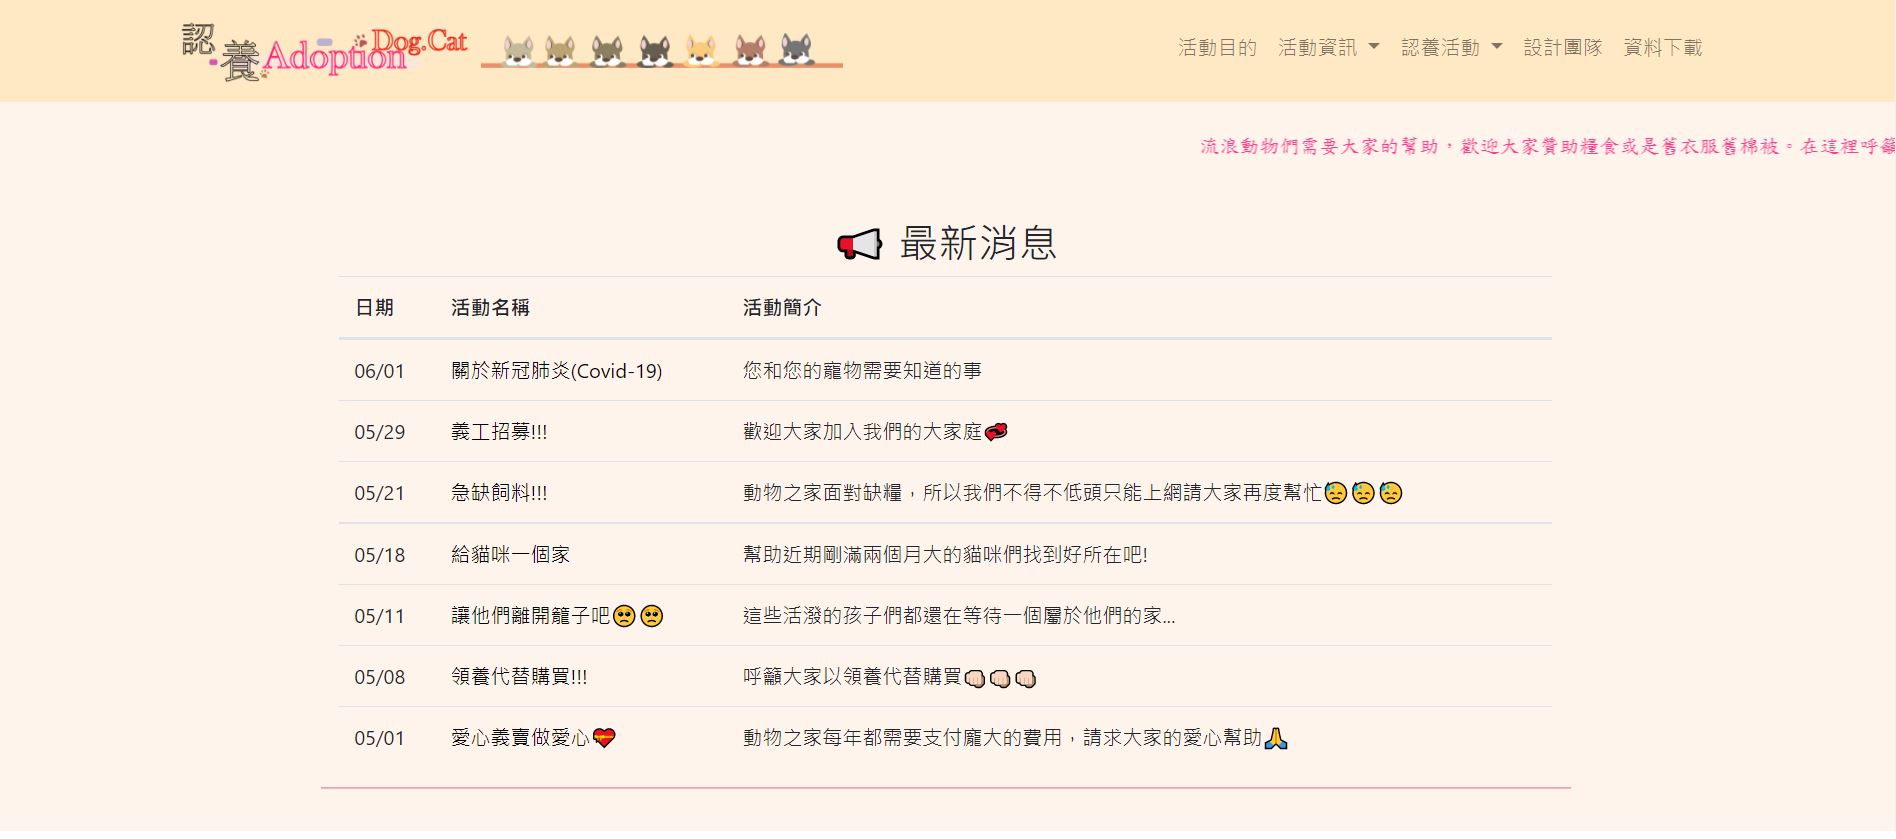 認養 Adoption Dog.Cat
活動目的 活動資訊 認養活動 設計團隊 資料下載
流浪動物們需要大家的幫助，歡迎大家贊助糧食或是舊衣服舊棉被。在這裡呼籲
最新消息
日期 活動名稱 活動簡介
06/01 關於新冠肺炎(Covid-19) 您和您的寵物需要知道的事
05/29 義工招募!!! 歡迎大家加入我們的大家庭💞
05/21 急缺飼料!!! 動物之家面對缺糧，所以我們不得不低頭只能上網請大家再度幫忙😓😓😓
05/18 給貓咪一個家 幫助近期剛滿兩個月大的貓咪們找到好所在吧!
05/11 讓他們離開籠子吧🥺🥺 這些活潑的孩子們都還在等待一個屬於他們的家...
05/08 領養代替購買!!! 呼籲大家以領養代替購買👊🏻👊🏻👊🏻
05/01 愛心義賣做愛心💝 動物之家每年都需要支付龐大的費用，請求大家的愛心幫助🙏